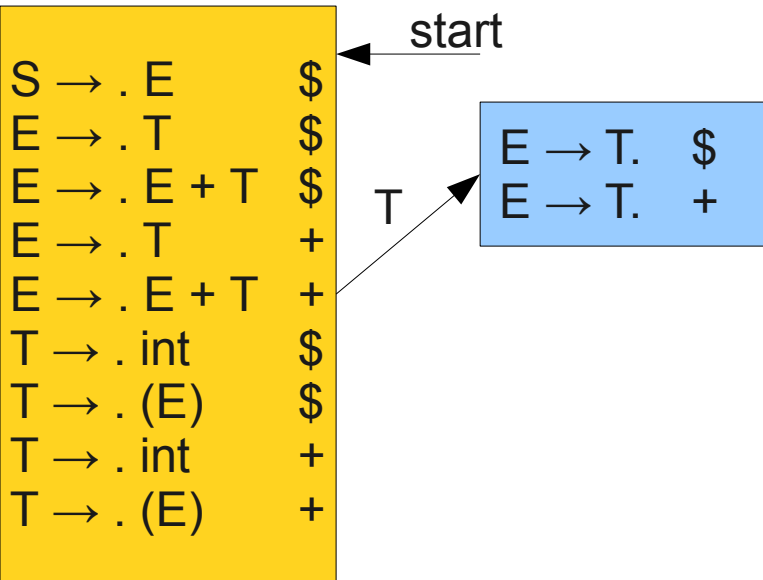 start
S → . E $
E → . T $
E → . E + T $
E → . T +
E → . E + T +
T → . int $
T → . (E) $
T → . int +
T → . (E) +
T
E → T. $
E → T. +